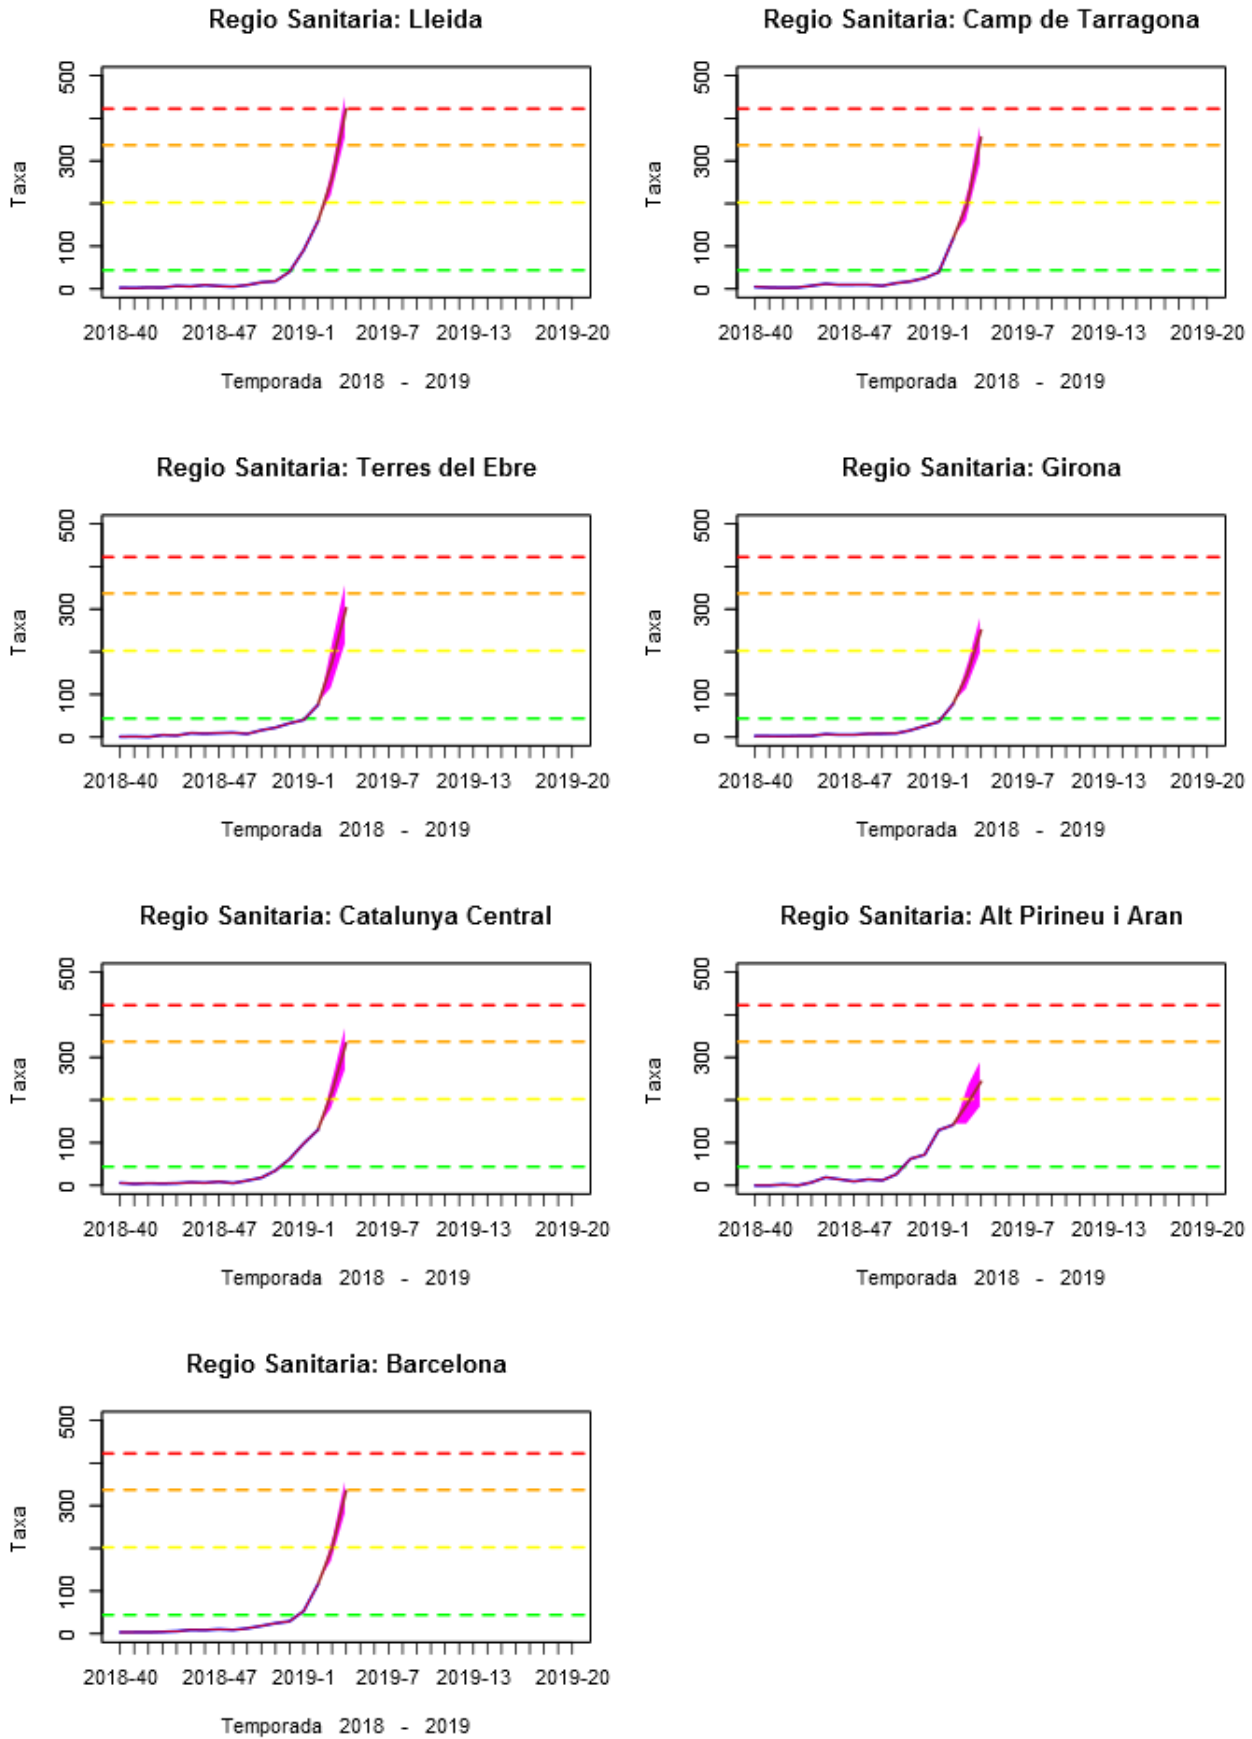 Regio Sanitaria: Lleida
Taxa
0
100
300
500
2018-40 2018-47 2019-1 2019-7 2019-13 2019-20
Temporada 2018 - 2019
Regio Sanitaria: Camp de Tarragona
Taxa
0
100
300
500
2018-40 2018-47 2019-1 2019-7 2019-13 2019-20
Temporada 2018 - 2019
Regio Sanitaria: Terres del Ebre
Taxa
0
100
300
500
2018-40 2018-47 2019-1 2019-7 2019-13 2019-20
Temporada 2018 - 2019
Regio Sanitaria: Girona
Taxa
0
100
300
500
2018-40 2018-47 2019-1 2019-7 2019-13 2019-20
Temporada 2018 - 2019
Regio Sanitaria: Catalunya Central
Taxa
0
100
300
500
2018-40 2018-47 2019-1 2019-7 2019-13 2019-20
Temporada 2018 - 2019
Regio Sanitaria: Alt Pirineu i Aran
Taxa
0
100
300
500
2018-40 2018-47 2019-1 2019-7 2019-13 2019-20
Temporada 2018 - 2019
Regio Sanitaria: Barcelona
Taxa
0
100
300
500
2018-40 2018-47 2019-1 2019-7 2019-13 2019-20
Temporada 2018 - 2019